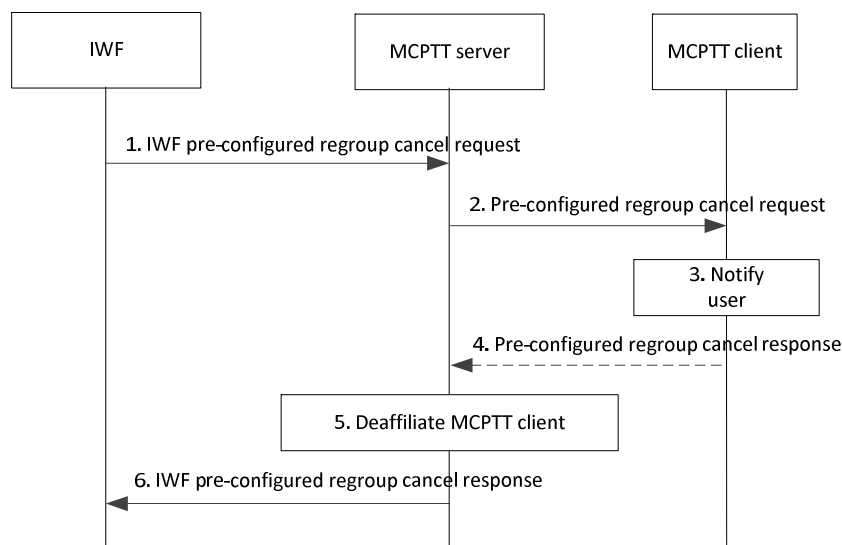 IWF
MCPTT server
MCPTT client
1. IWF pre-configured regroup cancel request
2. Pre-configured regroup cancel request
3. Notify
user
4. Pre-configured regroup cancel response
5. Deaffiliate MCPTT client
6. IWF pre-configured regroup cancel response